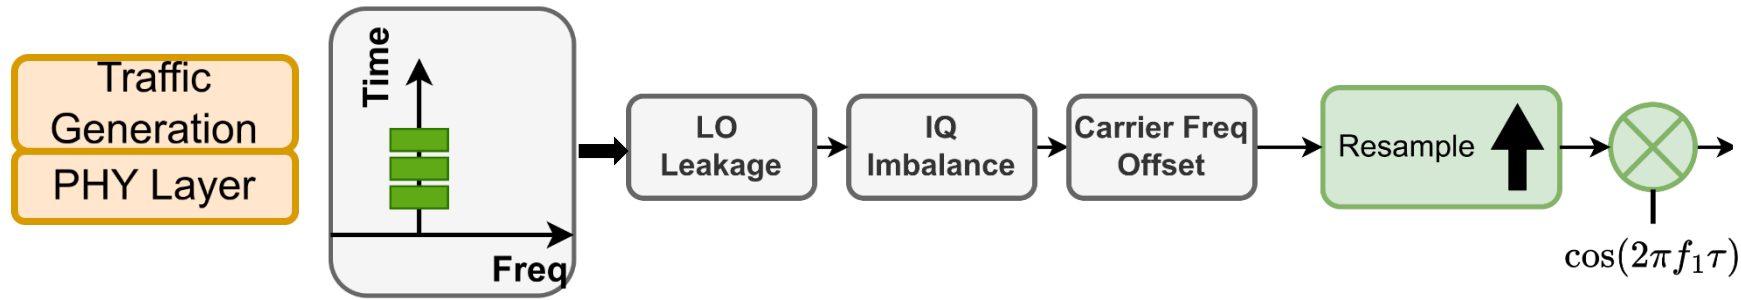 Traffic
Generation
PHY Layer
Time
Freq
LO
Leakage
IQ
Imbalance
Carrier Freq
Offset
Resample
cos(2πf₁τ)